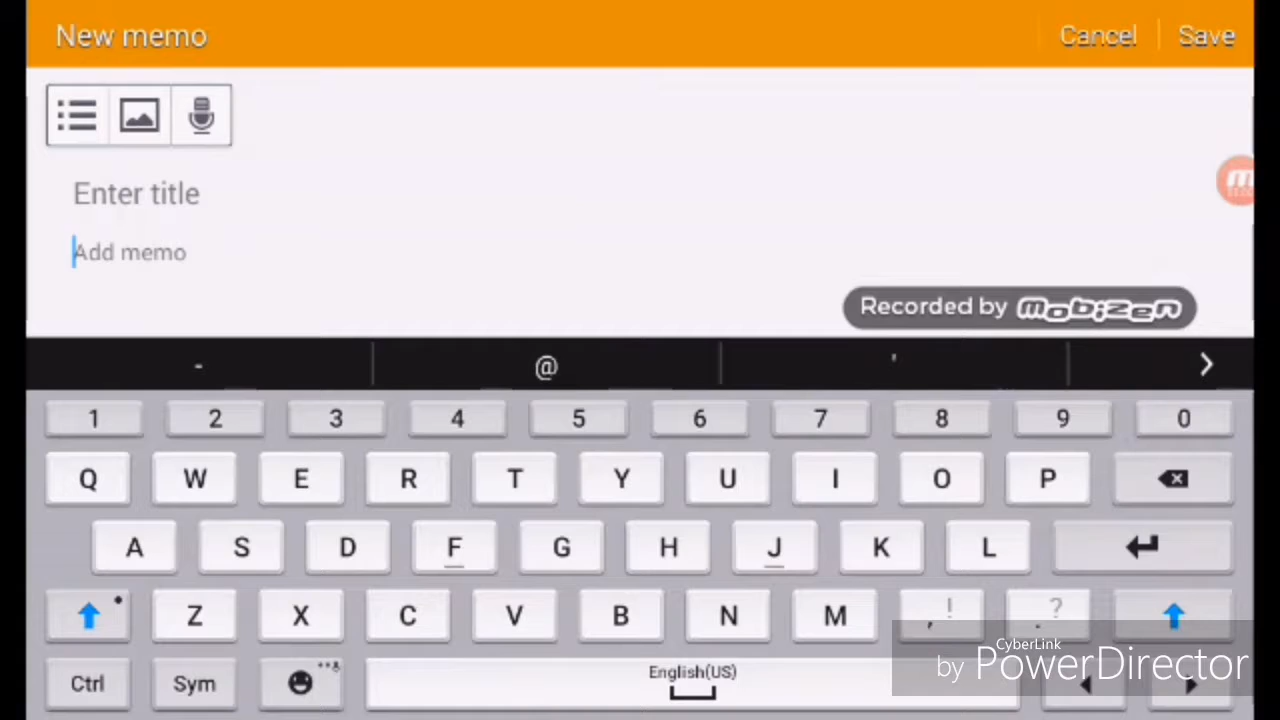 New memo Cancel Save
Enter title
Add memo
Recorded by mobizen
- @ ' >
1 2 3 4 5 6 7 8 9 0
Q W E R T Y U I O P
A S D F G H J K L
Z X C V B N M , ! . ?
CyberLink
by PowerDirector
Ctrl Sym English(US)